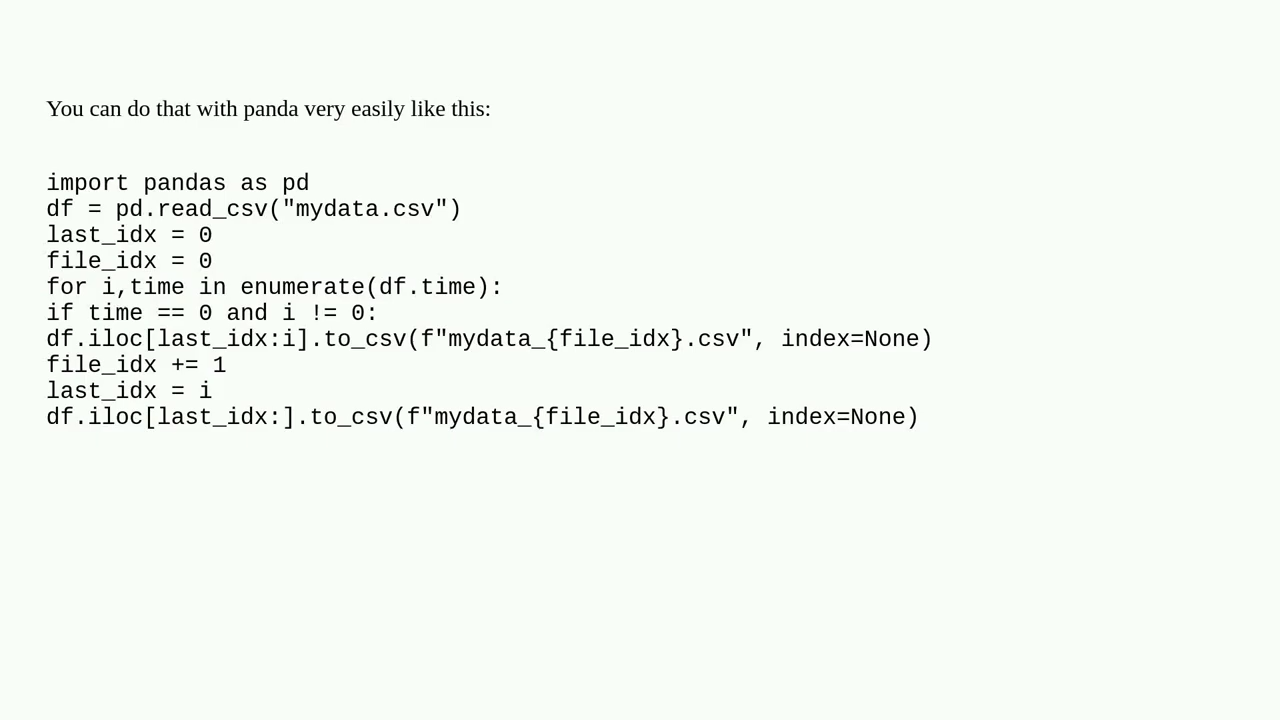 You can do that with panda very easily like this:
import pandas as pd
df = pd.read_csv("mydata.csv")
last_idx = 0
file_idx = 0
for i,time in enumerate(df.time):
if time == 0 and i != 0:
df.iloc[last_idx:i].to_csv(f"mydata_{file_idx}.csv", index=None)
file_idx += 1
last_idx = i
df.iloc[last_idx:].to_csv(f"mydata_{file_idx}.csv", index=None)